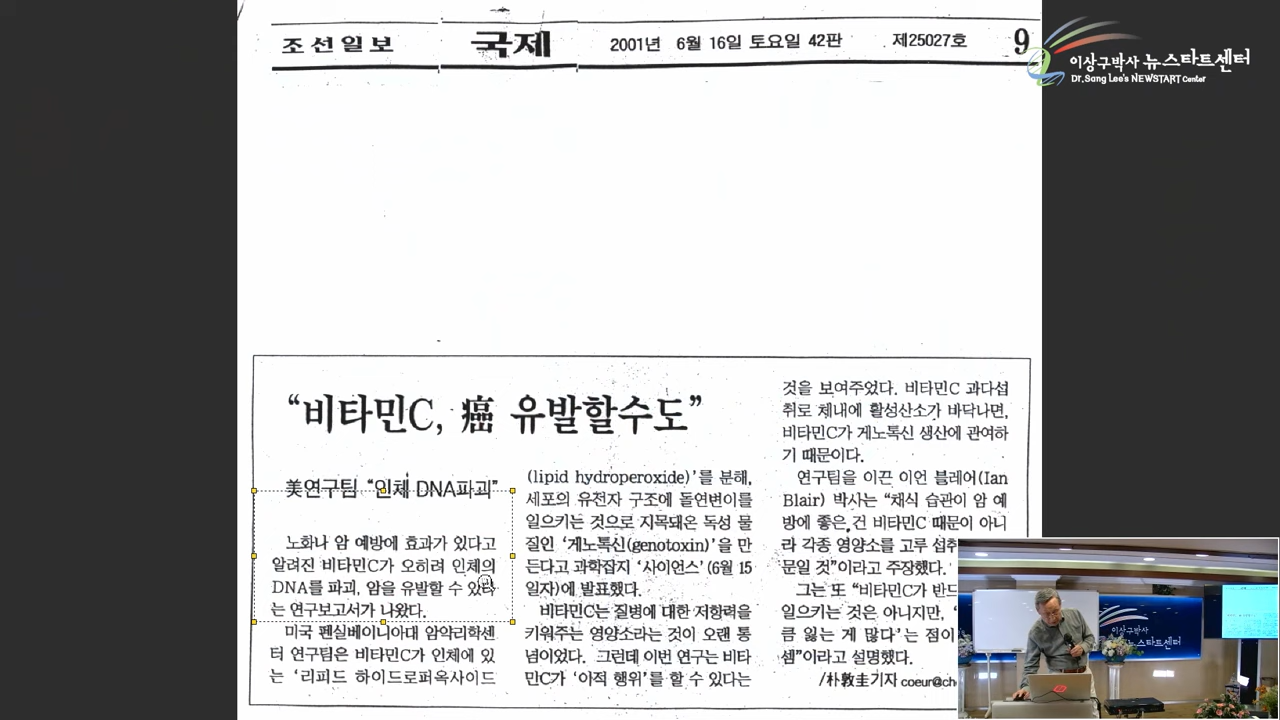 조선일보 국제 2001년 6월 16일 토요일 42판 제25027호 9
이상구박사 뉴스타트센터
Dr. Sang Lee's NEWSTART Center
“비타민C, 癌 유발할수도”
美연구팀 “인체 DNA파괴”
노화나 암 예방에 효과가 있다고
알려진 비타민C가 오히려 인체의
DNA를 파괴, 암을 유발할 수 있다
는 연구보고서가 나왔다.
미국 펜실베이니아대 암약리학센
터 연구팀은 비타민C가 인체에 있
는 ‘리피드 하이드로퍼옥사이드
(lipid hydroperoxide)’를 분해,
세포의 유전자 구조에 돌연변이를
일으키는 것으로 지목돼온 독성 물
질인 ‘게노톡신(genotoxin)’을 만
든다고 과학잡지 ‘사이언스’ (6월 15
일자)에 발표했다.
비타민C는 질병에 대한 저항력을
키워주는 영양소라는 것이 오랜 통
념이었다. 그런데 이번 연구는 비타
민C가 ‘이적 행위’를 할 수 있다는
것을 보여주었다. 비타민C 과다섭
취로 체내에 활성산소가 바닥나면,
비타민C가 게노톡신 생산에 관여하
기 때문이다.
연구팀을 이끈 이언 블레어(Ian
Blair) 박사는 “채식 습관이 암 예
방에 좋은 건 비타민C 때문이 아니
라 각종 영양소를 고루 섭취
문일 것”이라고 주장했다.
그는 또 “비타민C가 반드
일으키는 것은 아니지만, ‘
큼 잃는 게 많다’는 점이
셈”이라고 설명했다.
/朴敦圭기자 coeur@ch
이상구박사
뉴스타트센터